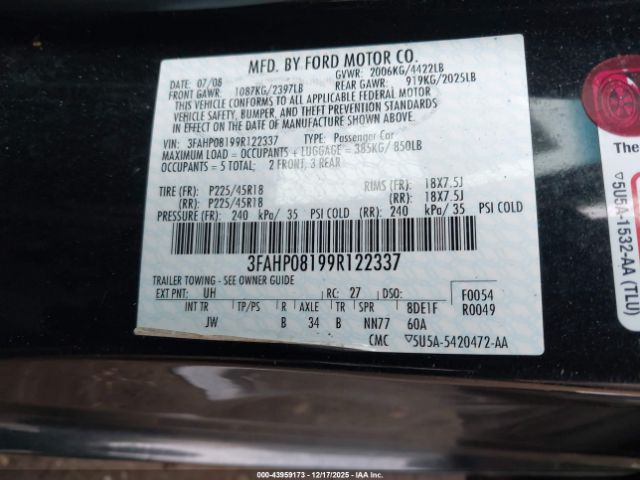 MFD. BY FORD MOTOR CO.
DATE: 07/08 GVWR: 2006KG/4422LB
FRONT GAWR: 1087KG/2397LB REAR GAWR: 919KG/2025LB
THIS VEHICLE CONFORMS TO ALL APPLICABLE FEDERAL MOTOR
VEHICLE SAFETY, BUMPER, AND THEFT PREVENTION STANDARDS
IN EFFECT ON THE DATE OF MANUFACTURE SHOWN ABOVE.
VIN: 3FAHP08199R122337 TYPE: Passenger Car
MAXIMUM LOAD = OCCUPANTS + LUGGAGE = 385KG/ 850LB
OCCUPANTS = 5 TOTAL: 2 FRONT, 3 REAR
TIRE (FR): P225/45R18 RIMS (FR): 18X7.5J
(RR): P225/45R18 (RR): 18X7.5J
PRESSURE (FR): 240 kPa/ 35 PSI COLD (RR): 240 kPa/ 35 PSI COLD
3FAHP08199R122337
TRAILER TOWING - SEE OWNER GUIDE
EXT PNT: UH RC: 27 DSO: F0054
INT TR TP/PS R AXLE TR SPR 8DE1F R0049
JW B 34 B NN77 60A
CMC ▽5U5A-5420472-AA
The
▽5U5A-1532-AA (TLU)
000-43959173 - 12/17/2025 - IAA, Inc.